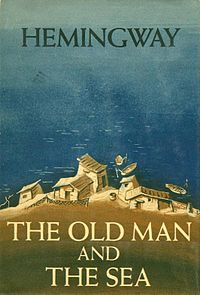 HEMINGWAY
THE OLD MAN
AND
THE SEA